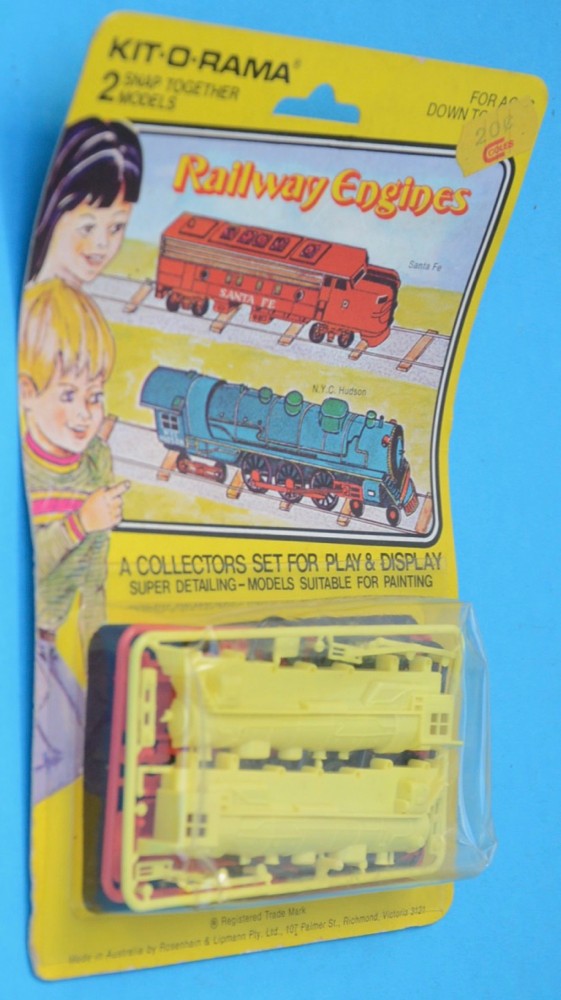 KIT·O·RAMA®
2 SNAP TOGETHER
MODELS
FOR
DOWN
20¢
COLES
Railway Engines
Santa Fe
SANTA FE
N.Y.C. Hudson
A COLLECTORS SET FOR PLAY & DISPLAY
SUPER DETAILING–MODELS SUITABLE FOR PAINTING
® Registered Trade Mark
Made in Australia by Rosenhain & Lipmann Pty. Ltd., 107 Palmer St., Richmond, Victoria 3121